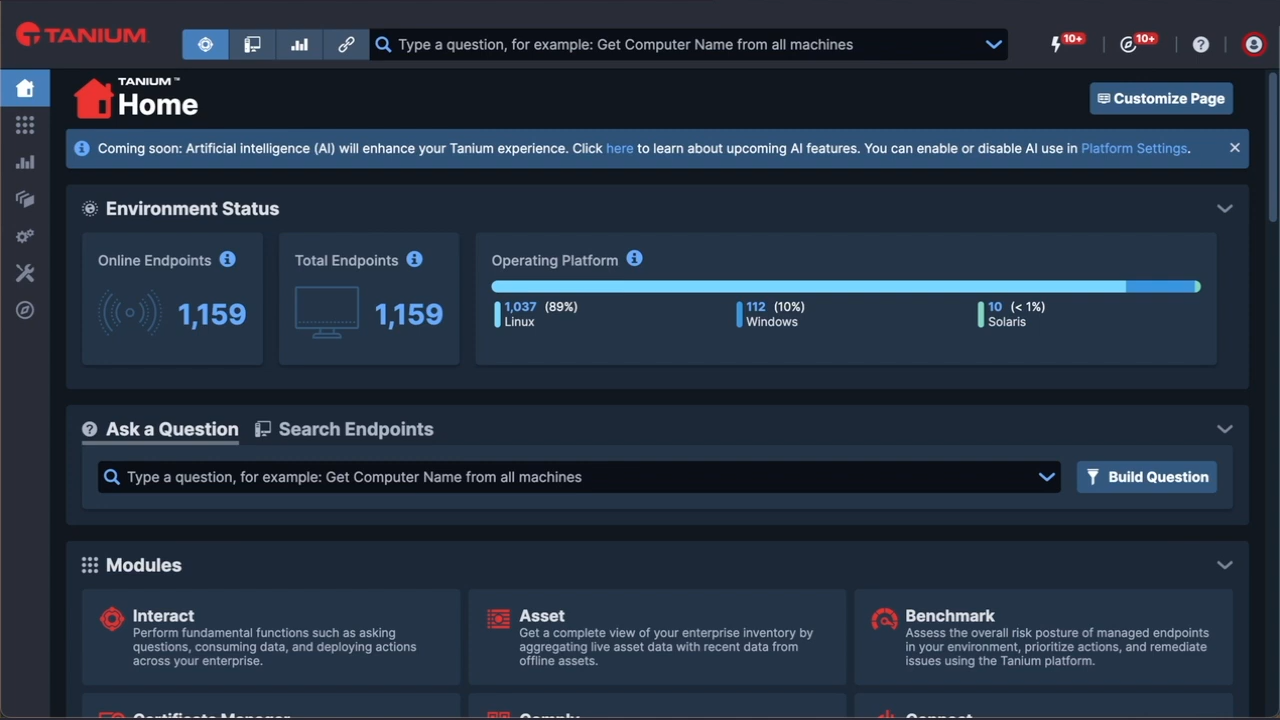 TANIUM
Type a question, for example: Get Computer Name from all machines
10+
10+
TANIUM™
Home
Customize Page
Coming soon: Artificial intelligence (AI) will enhance your Tanium experience. Click here to learn about upcoming AI features. You can enable or disable AI use in Platform Settings.
Environment Status
Online Endpoints
1,159
Total Endpoints
1,159
Operating Platform
1,037 (89%)
Linux
112 (10%)
Windows
10 (< 1%)
Solaris
Ask a Question
Search Endpoints
Type a question, for example: Get Computer Name from all machines
Build Question
Modules
Interact
Perform fundamental functions such as asking
questions, consuming data, and deploying actions
across your enterprise.
Asset
Get a complete view of your enterprise inventory by
aggregating live asset data with recent data from
offline assets.
Benchmark
Assess the overall risk posture of managed endpoints
in your environment, prioritize actions, and remediate
issues using the Tanium platform.
Certificate Manager
Comply
Connect